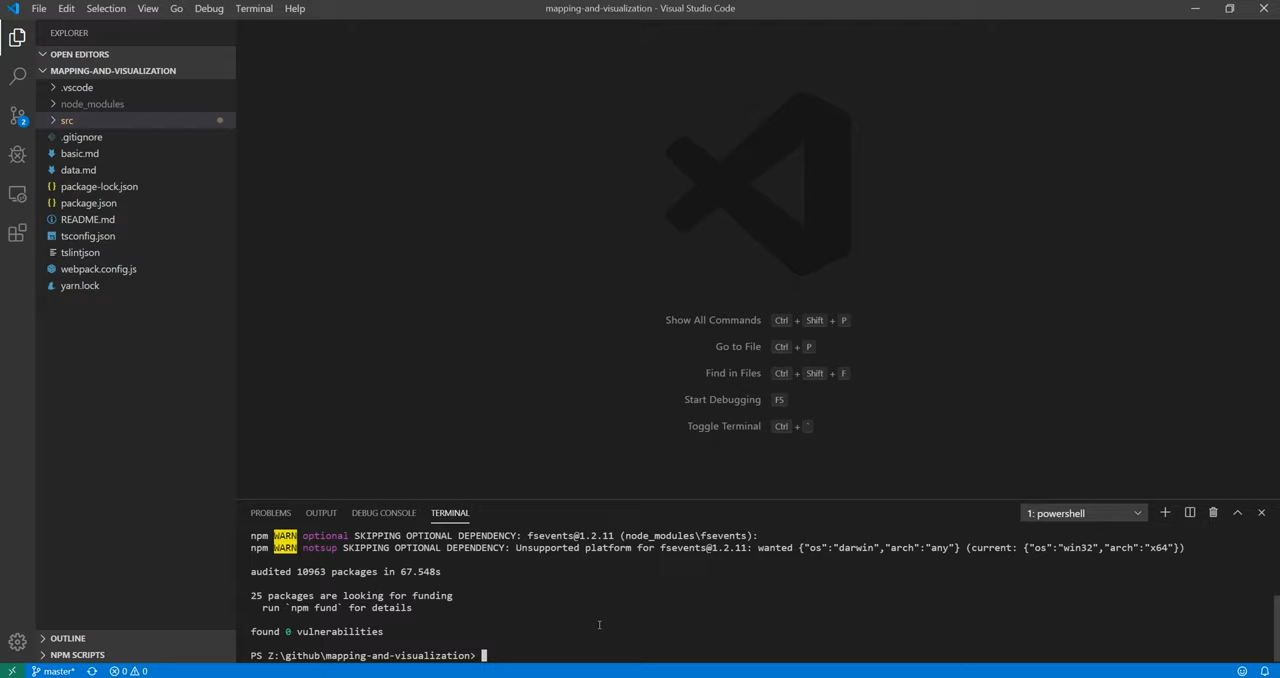 File Edit Selection View Go Debug Terminal Help
mapping-and-visualization - Visual Studio Code
EXPLORER
OPEN EDITORS
MAPPING-AND-VISUALIZATION
.vscode
node_modules
src
.gitignore
basic.md
data.md
package-lock.json
package.json
README.md
tsconfig.json
tslintjson
webpack.config.js
yarn.lock
OUTLINE
NPM SCRIPTS
2
Show All Commands Ctrl + Shift + P
Go to File Ctrl + P
Find in Files Ctrl + Shift + F
Start Debugging F5
Toggle Terminal Ctrl + `
PROBLEMS OUTPUT DEBUG CONSOLE TERMINAL
1: powershell
npm WARN optional SKIPPING OPTIONAL DEPENDENCY: fsevents@1.2.11 (node_modules\fsevents):
npm WARN notsup SKIPPING OPTIONAL DEPENDENCY: Unsupported platform for fsevents@1.2.11: wanted {"os":"darwin","arch":"any"} (current: {"os":"win32","arch":"x64"})
audited 10963 packages in 67.548s
25 packages are looking for funding
run `npm fund` for details
found 0 vulnerabilities
PS Z:\github\mapping-and-visualization>
master* 0 0